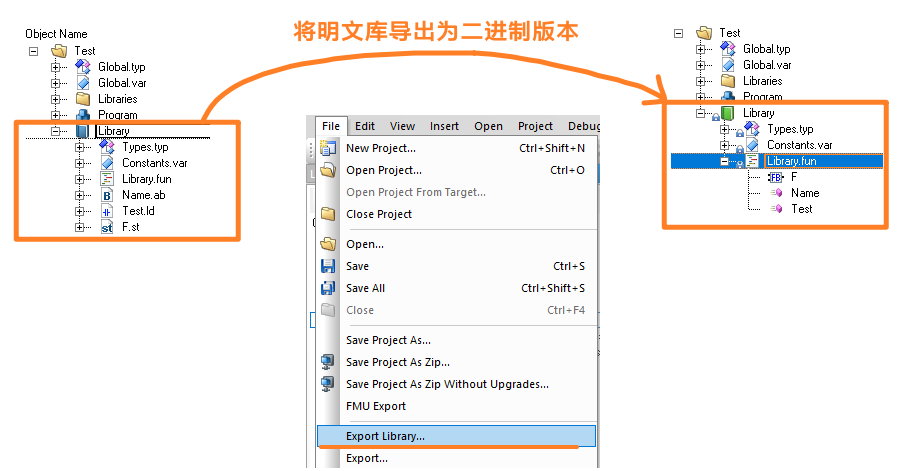 将明文库导出为二进制版本
Object Name
Test
Global.typ
Global.var
Libraries
Program
Library
Types.typ
Constants.var
Library.fun
Name.ab
Test.ld
F.st
File Edit View Insert Open Project Debug
New Project... Ctrl+Shift+N
Open Project... Ctrl+O
Open Project From Target...
Close Project
Open...
Save Ctrl+S
Save All Ctrl+Shift+S
Close Ctrl+F4
Save Project As...
Save Project As Zip...
Save Project As Zip Without Upgrades...
FMU Export
Export Library...
Export...
Test
Global.typ
Global.var
Libraries
Program
Library
Types.typ
Constants.var
Library.fun
F
Name
Test